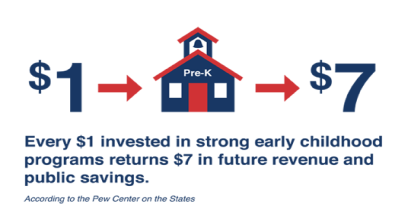 $1 Pre-K $7
Every $1 invested in strong early childhood
programs returns $7 in future revenue and
public savings.
According to the Pew Center on the States